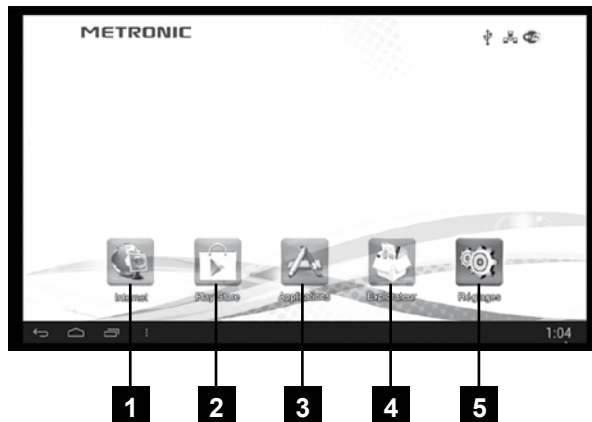 METRONIC
Internet Play Store Applications Explorateur Réglages
1:04
1 2 3 4 5